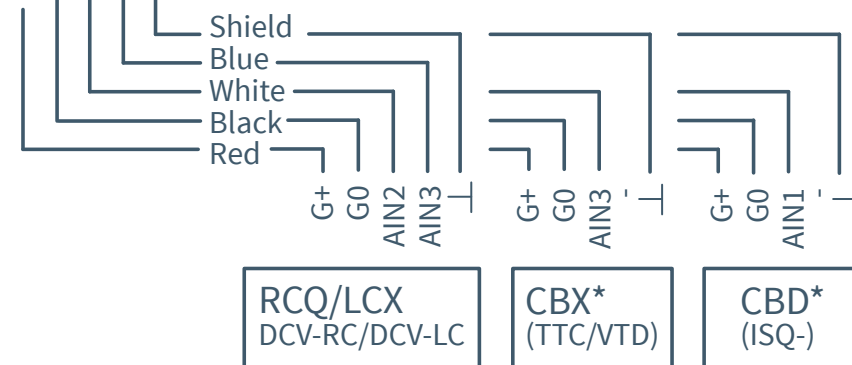 Shield
Blue
White
Black
Red
G+ G0 AIN2 AIN3
G+ G0 AIN3 -
G+ G0 AIN1 -
RCQ/LCX
DCV-RC/DCV-LC
CBX*
(TTC/VTD)
CBD*
(ISQ-)